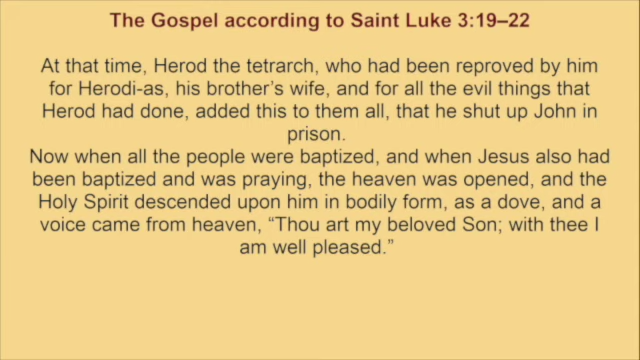 The Gospel according to Saint Luke 3:19–22
At that time, Herod the tetrarch, who had been reproved by him
for Herodi-as, his brother’s wife, and for all the evil things that
Herod had done, added this to them all, that he shut up John in
prison.
Now when all the people were baptized, and when Jesus also had
been baptized and was praying, the heaven was opened, and the
Holy Spirit descended upon him in bodily form, as a dove, and a
voice came from heaven, “Thou art my beloved Son; with thee I
am well pleased.”